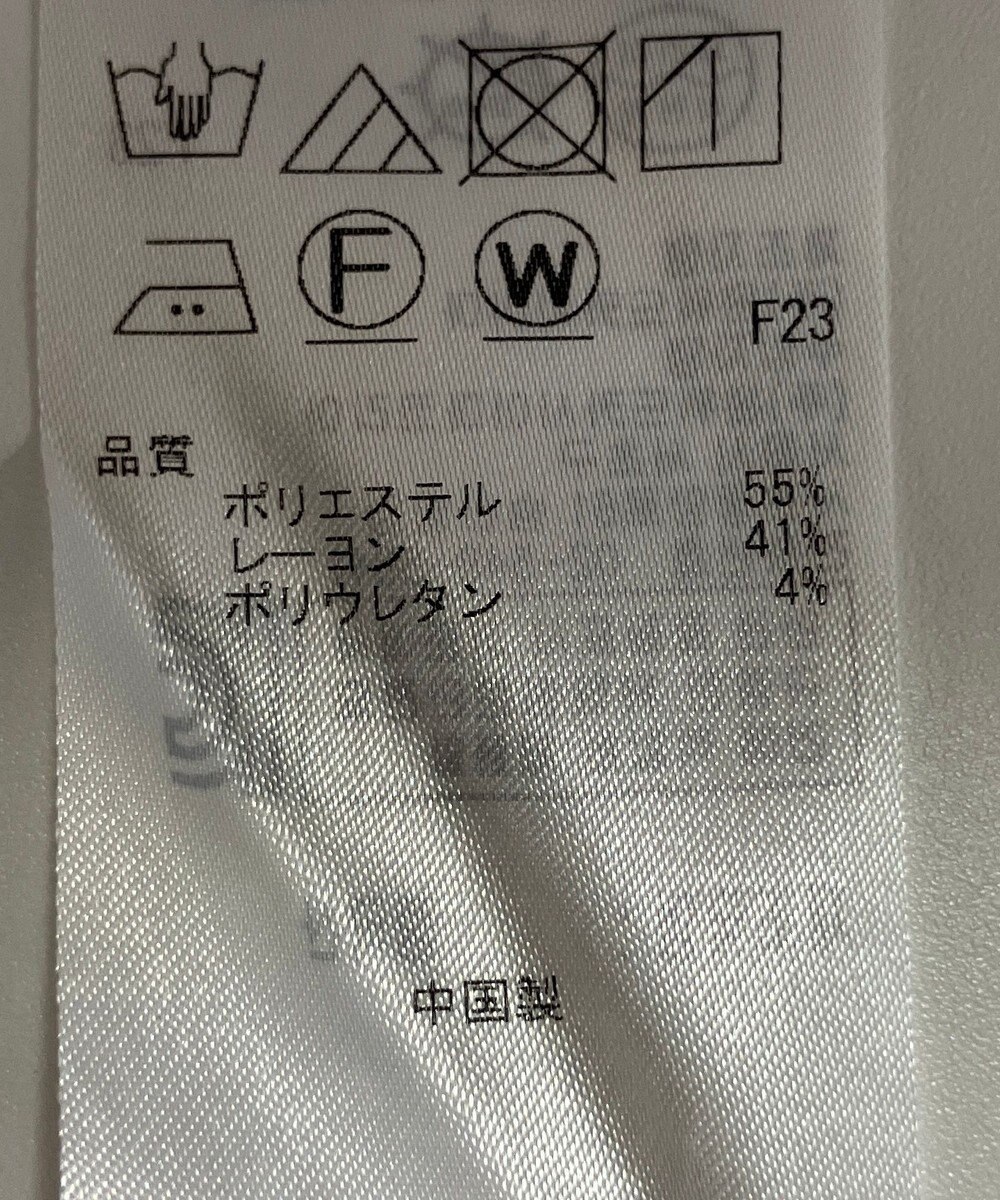 F W
F23
品質
ポリエステル 55%
レーヨン 41%
ポリウレタン 4%
中国製